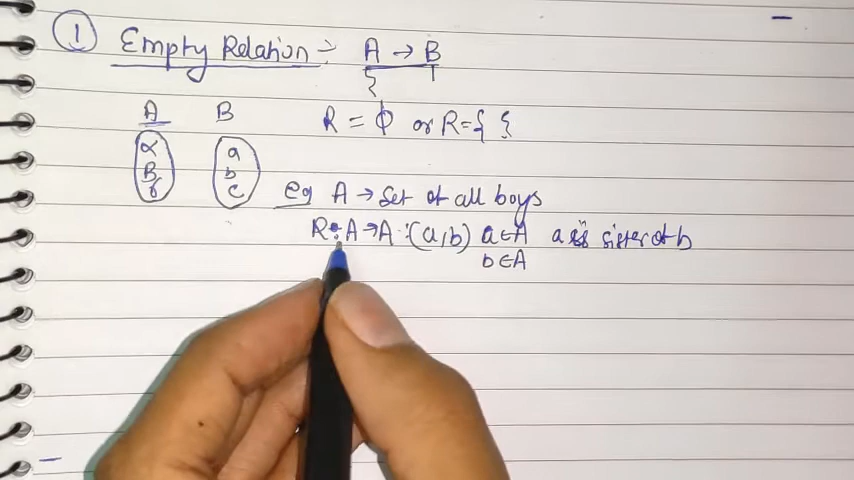 ① Empty Relation :- A → B
A B R = ϕ or R = { }
α a
β b
γ c
eg A → Set of all boys
R : A → A : (a,b) a ∈ A a is sister of b
b ∈ A